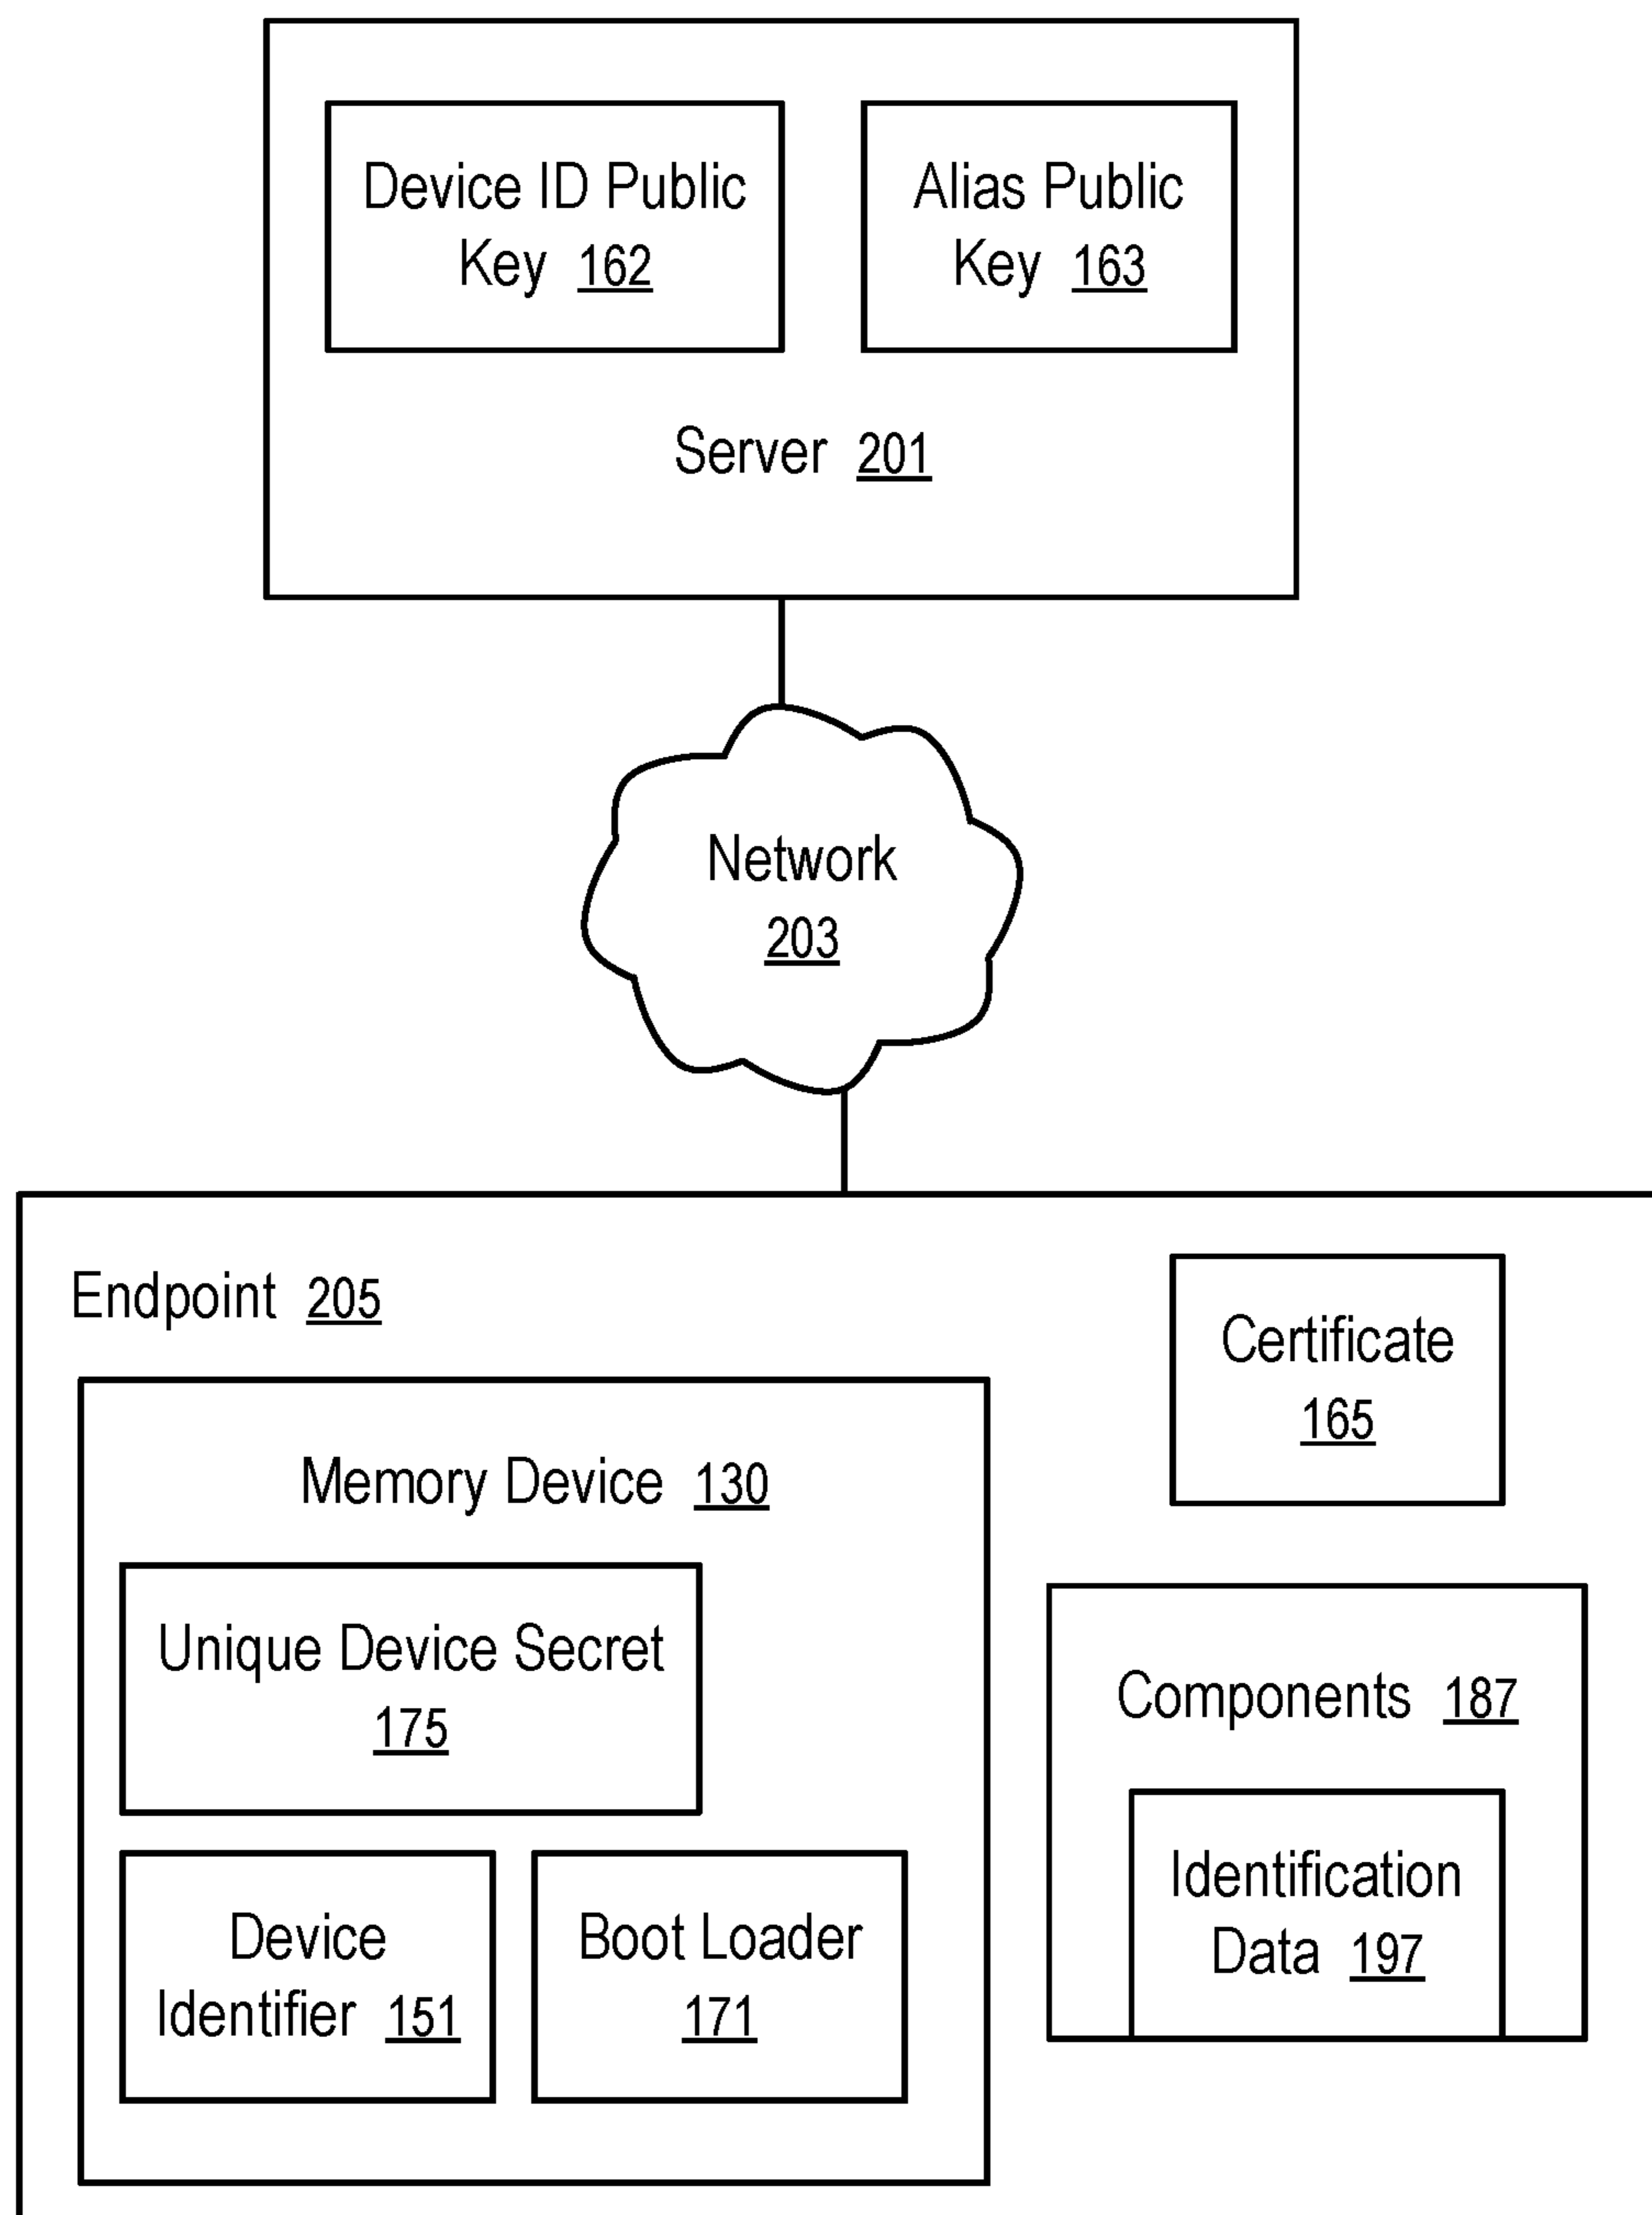 Device ID Public
Key 162
Alias Public
Key 163
Server 201
Network
203
Endpoint 205
Certificate
165
Memory Device 130
Unique Device Secret
175
Components 187
Device
Identifier 151
Boot Loader
171
Identification
Data 197